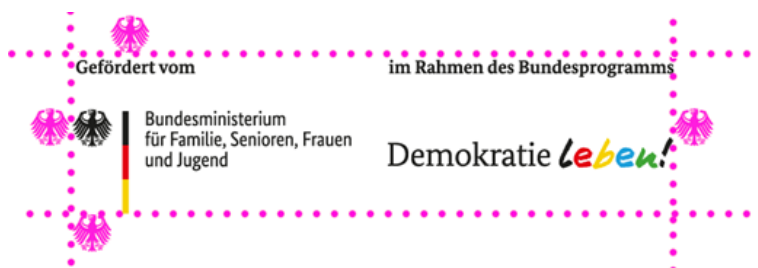 Gefördert vom
im Rahmen des Bundesprogramms
Bundesministerium
für Familie, Senioren, Frauen
und Jugend
Demokratie leben!